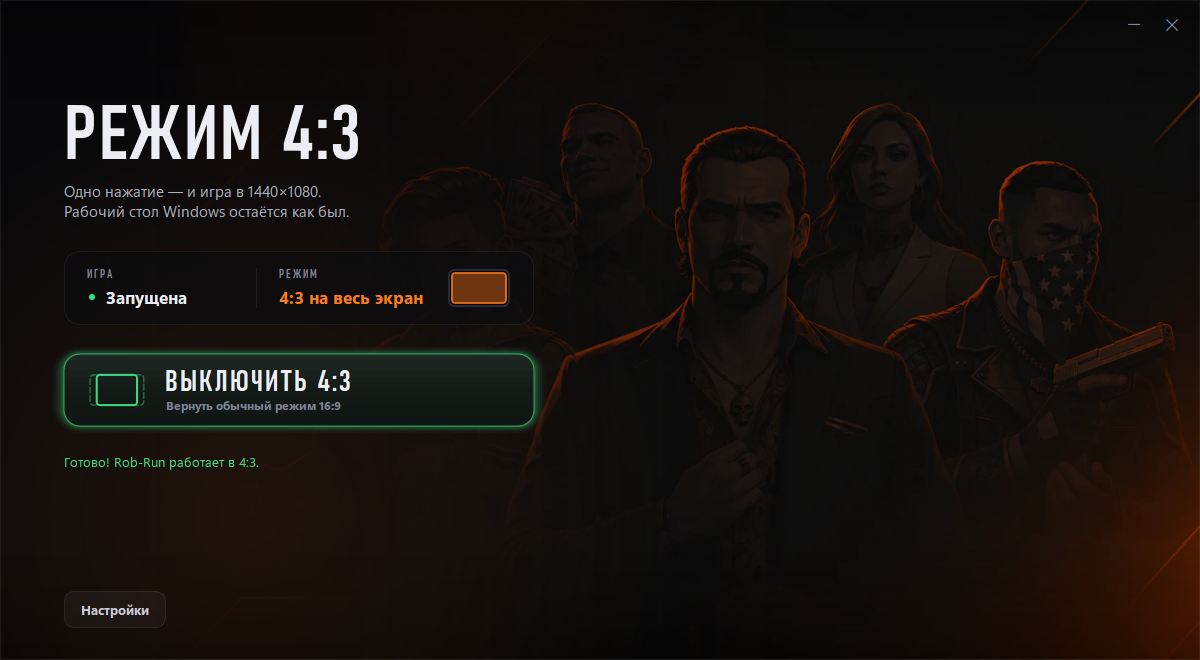 РЕЖИМ 4:3
Одно нажатие — и игра в 1440×1080.
Рабочий стол Windows остаётся как был.
ИГРА
Запущена
РЕЖИМ
4:3 на весь экран
ВЫКЛЮЧИТЬ 4:3
Вернуть обычный режим 16:9
Готово! Rob-Run работает в 4:3.
Настройки